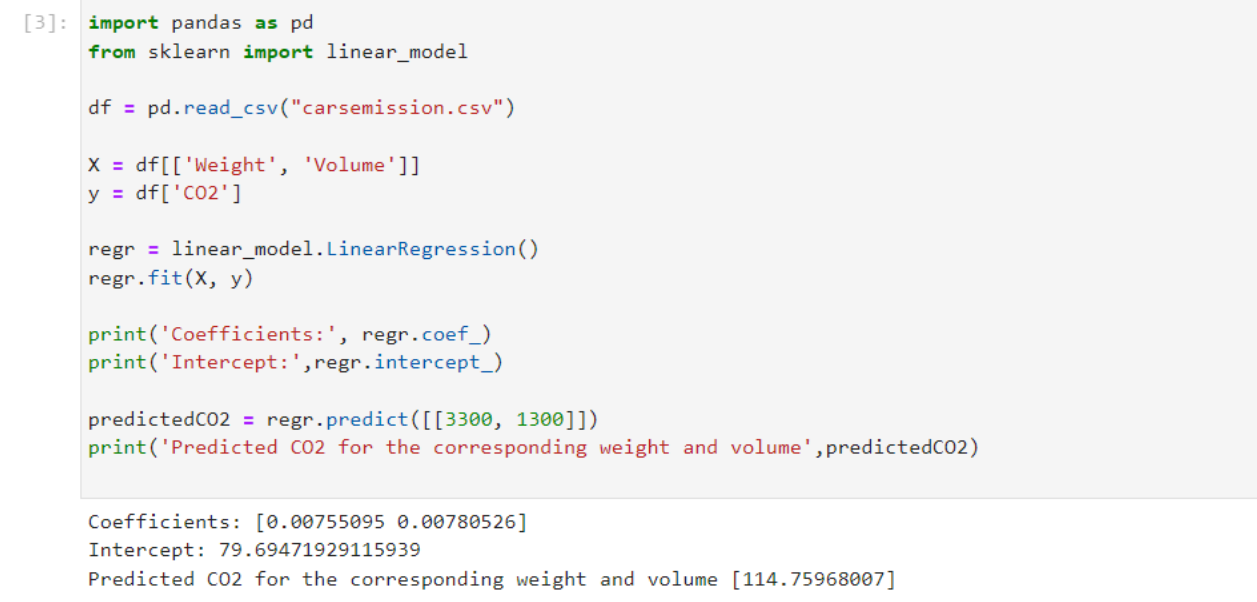 [3]: import pandas as pd
from sklearn import linear_model
df = pd.read_csv("carsemission.csv")
X = df[['Weight', 'Volume']]
y = df['CO2']
regr = linear_model.LinearRegression()
regr.fit(X, y)
print('Coefficients:', regr.coef_)
print('Intercept:',regr.intercept_)
predictedCO2 = regr.predict([[3300, 1300]])
print('Predicted CO2 for the corresponding weight and volume',predictedCO2)
Coefficients: [0.00755095 0.00780526]
Intercept: 79.69471929115939
Predicted CO2 for the corresponding weight and volume [114.75968007]